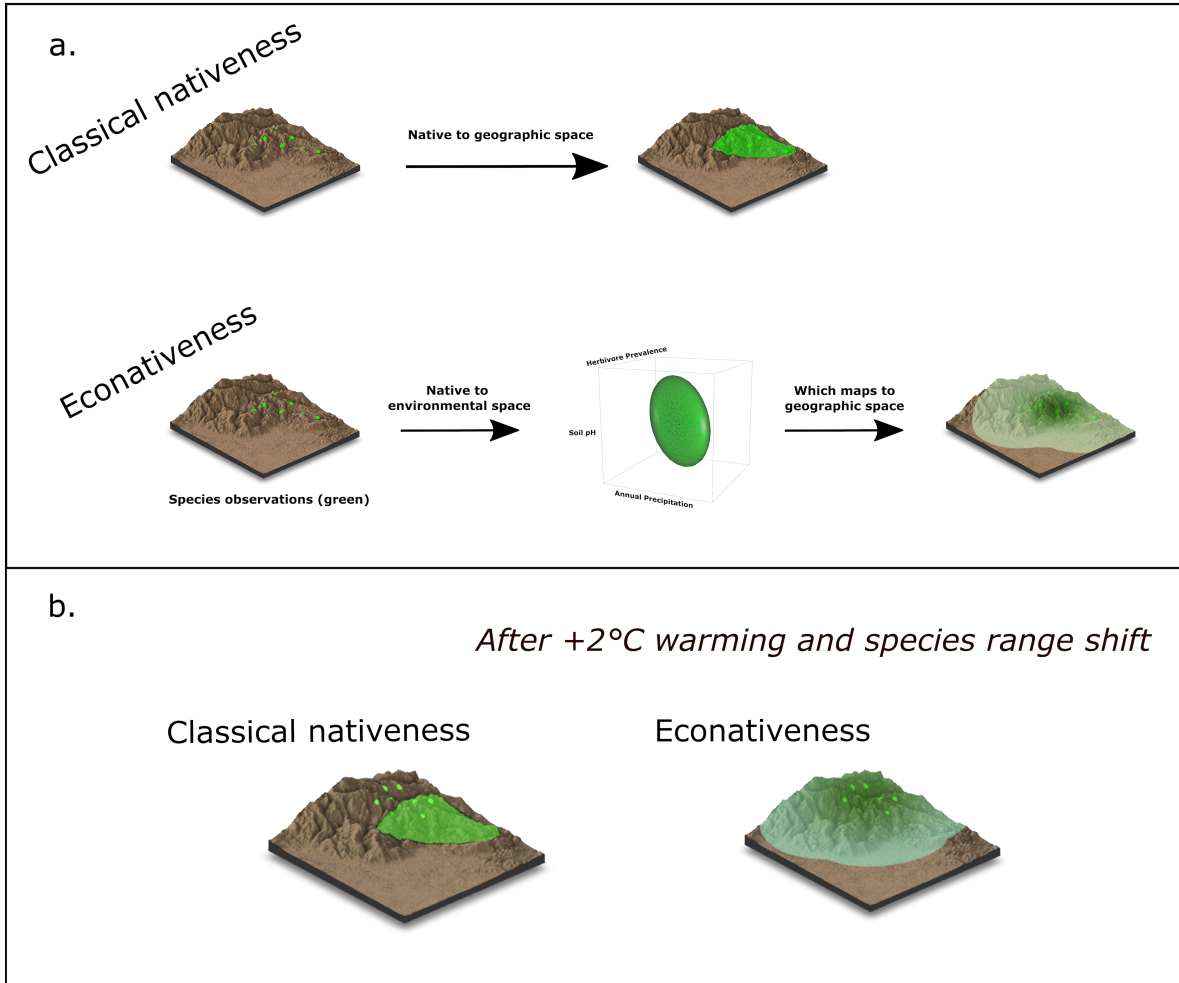 a.
Classical nativeness
Native to geographic space
Econativeness
Native to
environmental space
Herbivore Prevalence
Soil pH
Annual Precipitation
Which maps to
geographic space
Species observations (green)
b.
After +2°C warming and species range shift
Classical nativeness
Econativeness